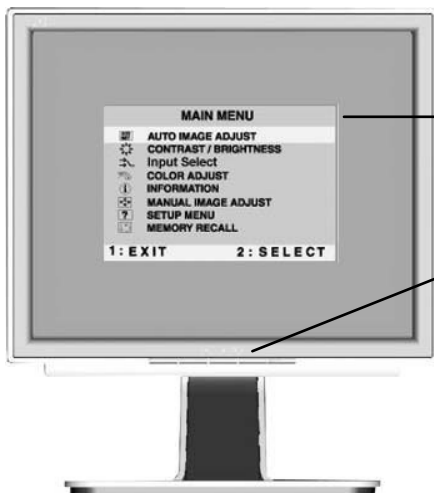 MAIN MENU
AUTO IMAGE ADJUST
CONTRAST / BRIGHTNESS
Input Select
COLOR ADJUST
INFORMATION
MANUAL IMAGE ADJUST
SETUP MENU
MEMORY RECALL
1: EXIT 2: SELECT